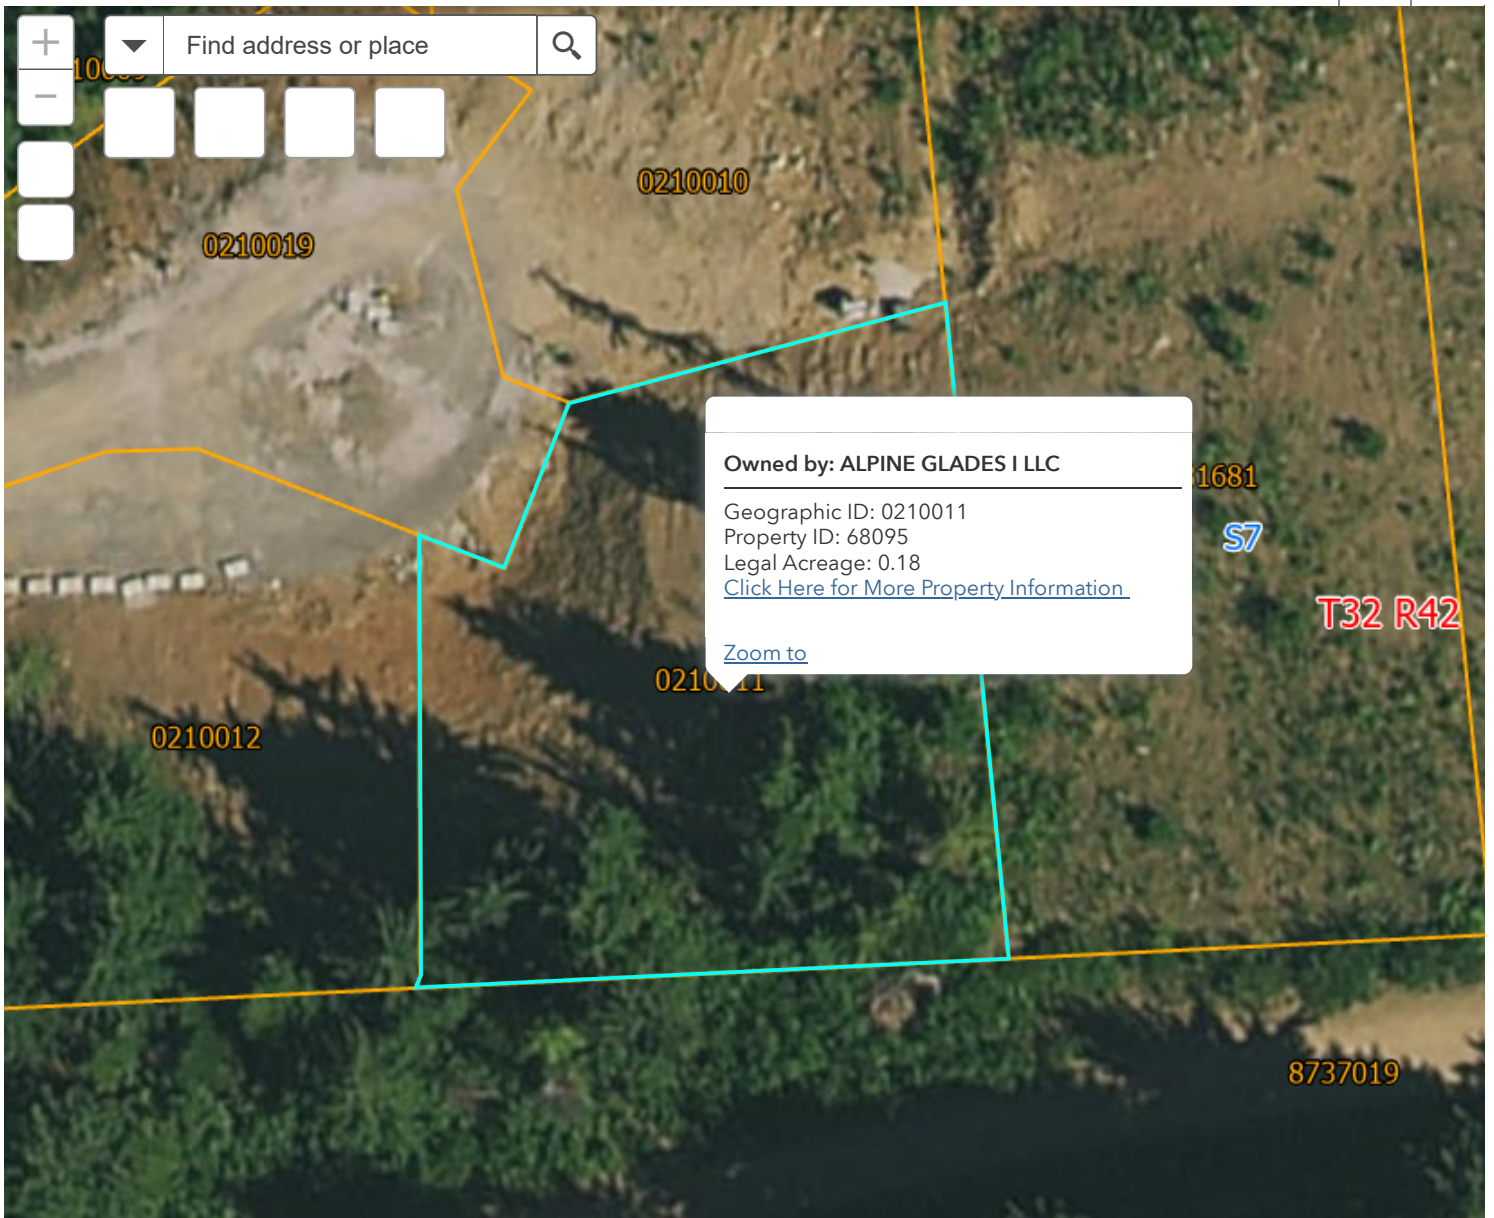 Find address or place
0210010
0210019
Owned by: ALPINE GLADES I LLC
Geographic ID: 0210011
Property ID: 68095
Legal Acreage: 0.18
Click Here for More Property Information
Zoom to
1681
S7
T32 R42
0210012
8737019